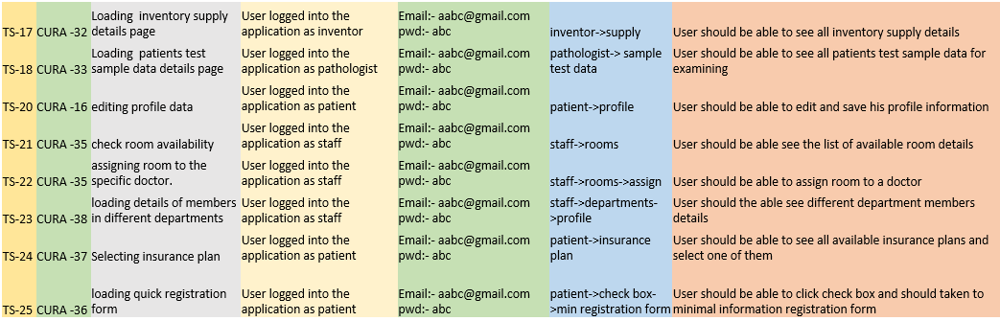 TS-17 CURA -32 Loading  inventory supply details page User logged into the application as inventor Email:- aabc@gmail.com pwd:- abc inventor->supply User should be able to see all inventory supply details
TS-18 CURA -33 Loading  patients test sample data details page User logged into the application as pathologist Email:- aabc@gmail.com pwd:- abc pathologist-> sample test data User should be able to see all patients test sample data for examining
TS-20 CURA -16 editing profile data User logged into the application as patient Email:- aabc@gmail.com pwd:- abc patient->profile User should be able to edit and save his profile information
TS-21 CURA -35 check room availability User logged into the application as staff Email:- aabc@gmail.com pwd:- abc staff->rooms User should be able see the list of available room details
TS-22 CURA -35 assigning room to the specific doctor. User logged into the application as staff Email:- aabc@gmail.com pwd:- abc staff->rooms->assign User should be able to assign room to a doctor
TS-23 CURA -38 loading details of members in different departments User logged into the application as staff Email:- aabc@gmail.com pwd:- abc staff->departments->profile User should the able see different department members details
TS-24 CURA -37 Selecting insurance plan User logged into the application as patient Email:- aabc@gmail.com pwd:- abc patient->insurance plan User should be able to see all available insurance plans and select one of them
TS-25 CURA -36 loading quick registration form User logged into the application as patient Email:- aabc@gmail.com pwd:- abc patient->check box->min registration form User should be able to click check box and should taken to minimal information registration form